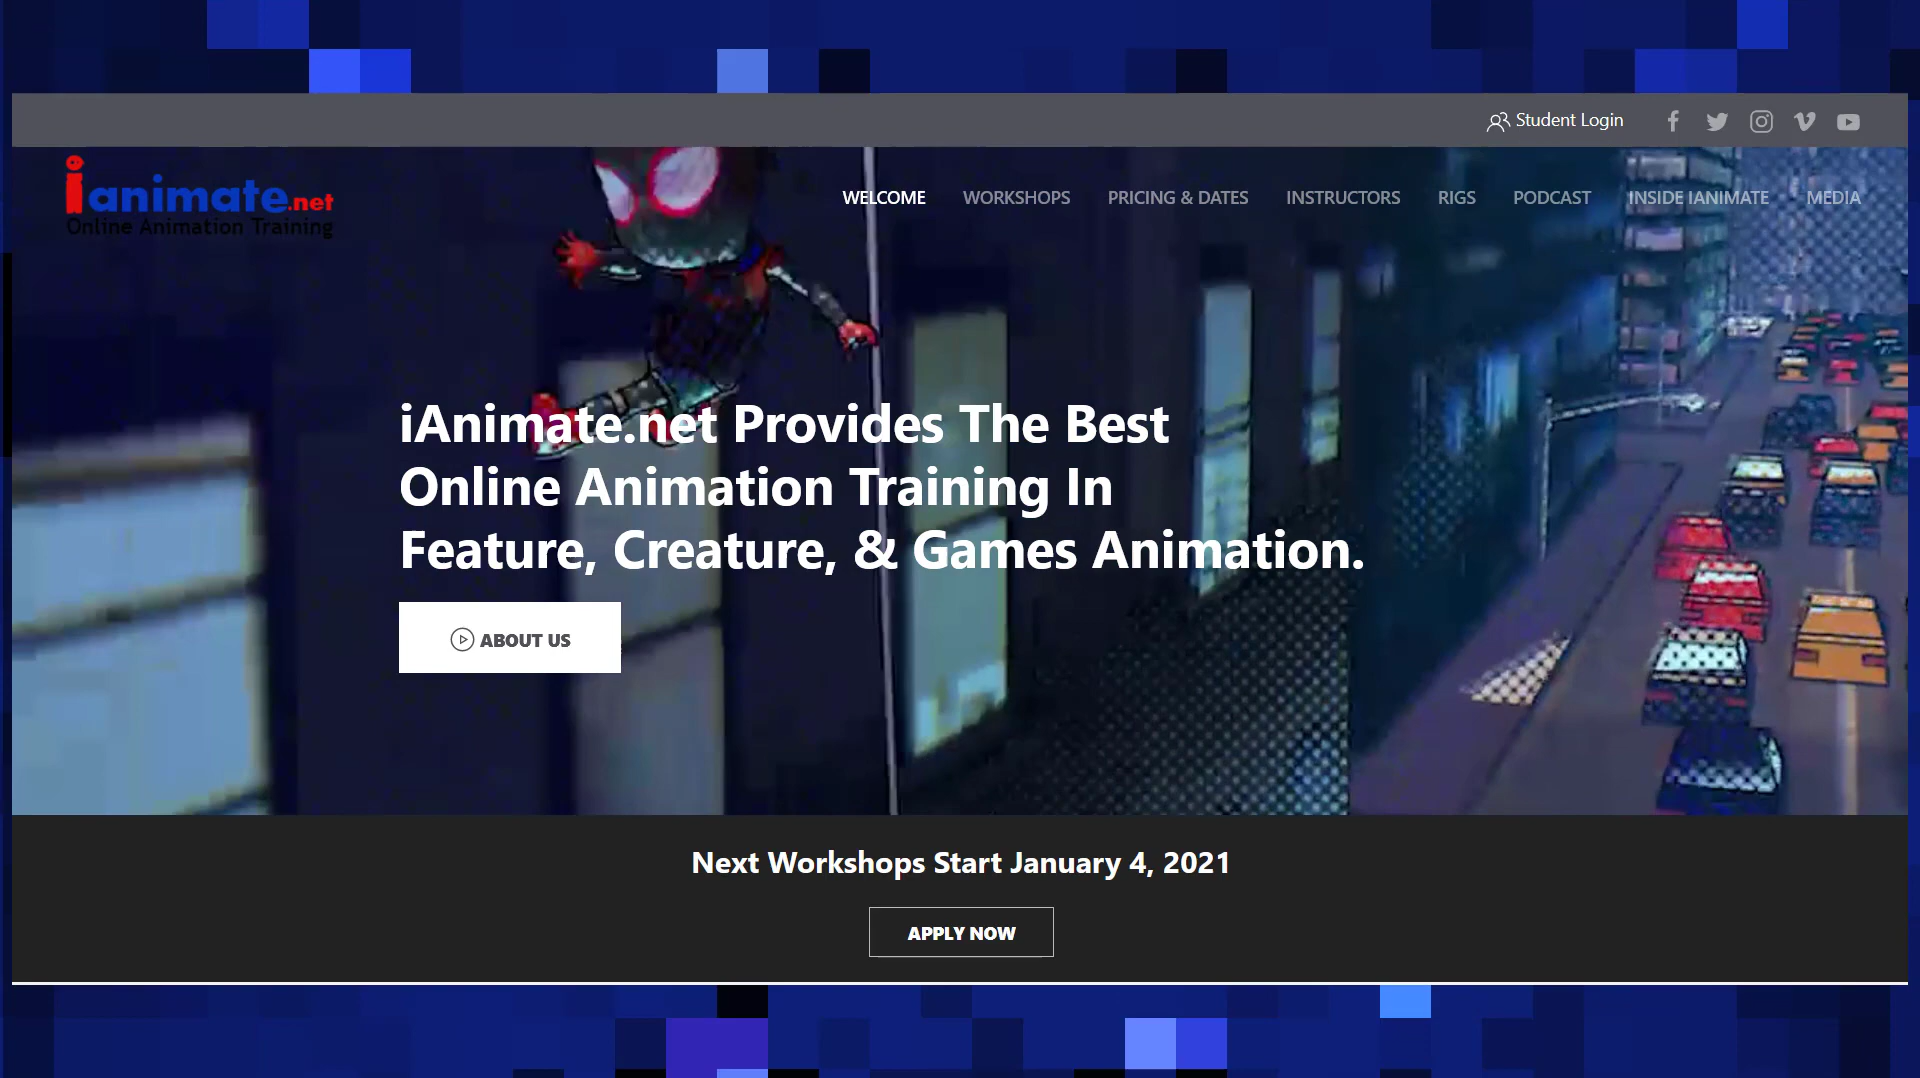 Student Login
ianimate.net
Online Animation Training
WELCOME WORKSHOPS PRICING & DATES INSTRUCTORS RIGS PODCAST INSIDE IANIMATE MEDIA
iAnimate.net Provides The Best
Online Animation Training In
Feature, Creature, & Games Animation.
ABOUT US
Next Workshops Start January 4, 2021
APPLY NOW